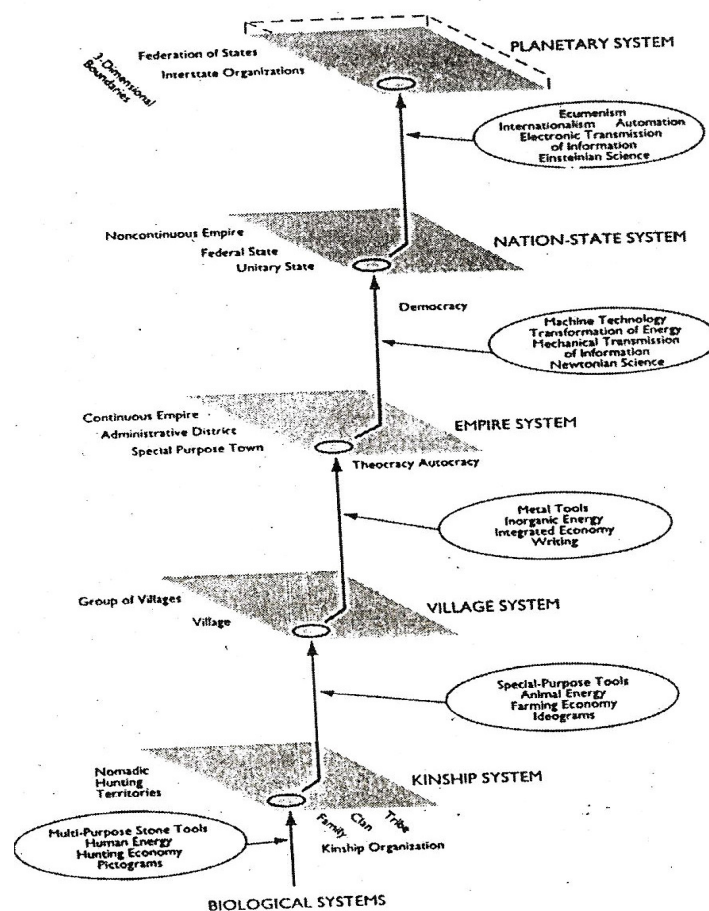 PLANETARY SYSTEM
Federation of States
Interstate Organizations
3-Dimensional
Boundaries
Ecumenism
Internationalism Automation
Electronic Transmission
of Information
Einsteinian Science
Noncontinuous Empire
Federal State
Unitary State
NATION-STATE SYSTEM
Democracy
Machine Technology
Transformation of Energy
Mechanical Transmission
of Information
Newtonian Science
Continuous Empire
Administrative District
Special Purpose Town
EMPIRE SYSTEM
Theocracy Autocracy
Metal Tools
Inorganic Energy
Integrated Economy
Writing
Group of Villages
Village
VILLAGE SYSTEM
Special-Purpose Tools
Animal Energy
Farming Economy
Ideograms
Nomadic
Hunting
Territories
KINSHIP SYSTEM
Family
Clan
Tribe
Kinship Organization
Multi-Purpose Stone Tools
Human Energy
Hunting Economy
Pictograms
BIOLOGICAL SYSTEMS